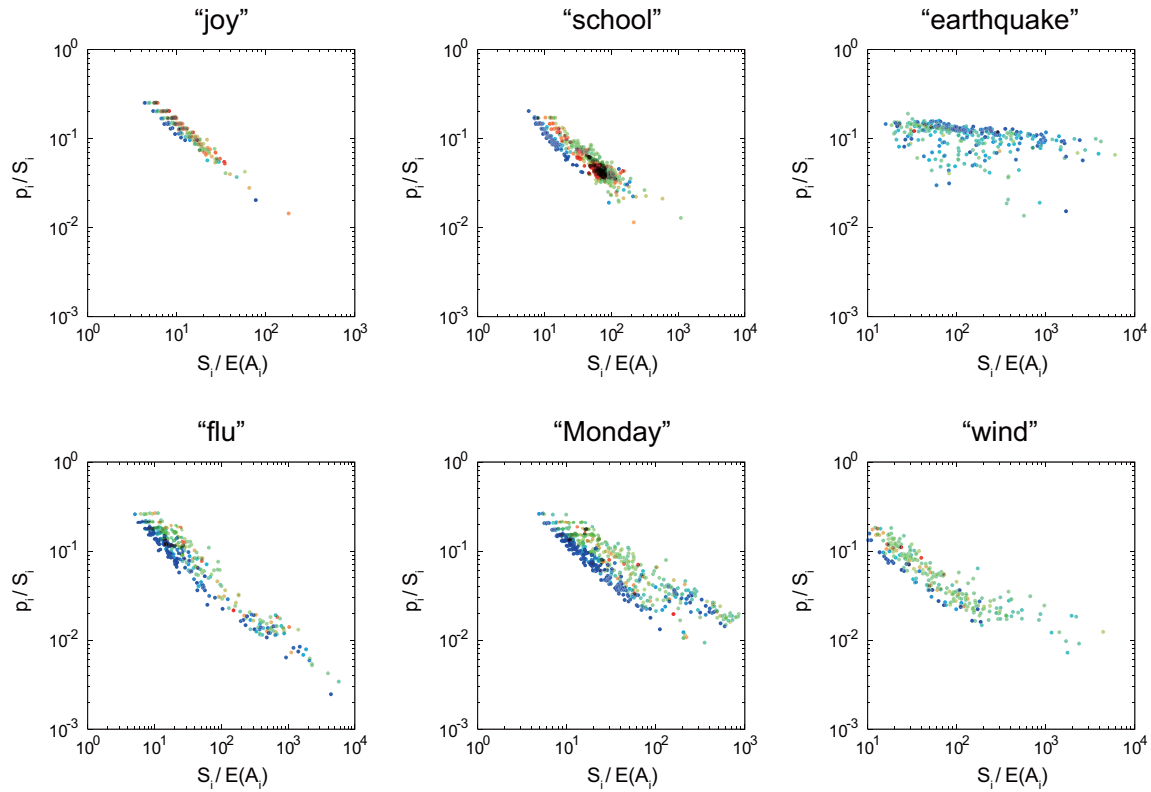 “joy” “school” “earthquake”
10^0 10^0 10^0
10^-1 10^-1 10^-1
p_i / S_i p_i / S_i p_i / S_i
10^-2 10^-2 10^-2
10^-3 10^-3 10^-3
10^0 10^1 10^2 10^3 10^0 10^1 10^2 10^3 10^4 10^1 10^2 10^3 10^4
S_i / E(A_i) S_i / E(A_i) S_i / E(A_i)
“flu” “Monday” “wind”
10^0 10^0 10^0
10^-1 10^-1 10^-1
p_i / S_i p_i / S_i p_i / S_i
10^-2 10^-2 10^-2
10^-3 10^-3 10^-3
10^0 10^1 10^2 10^3 10^4 10^0 10^1 10^2 10^3 10^1 10^2 10^3 10^4
S_i / E(A_i) S_i / E(A_i) S_i / E(A_i)